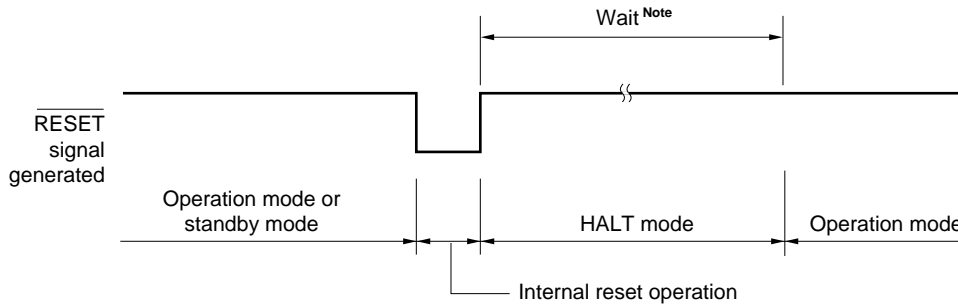 Wait Note
RESET
signal
generated
Operation mode or
standby mode
HALT mode
Operation mode
Internal reset operation